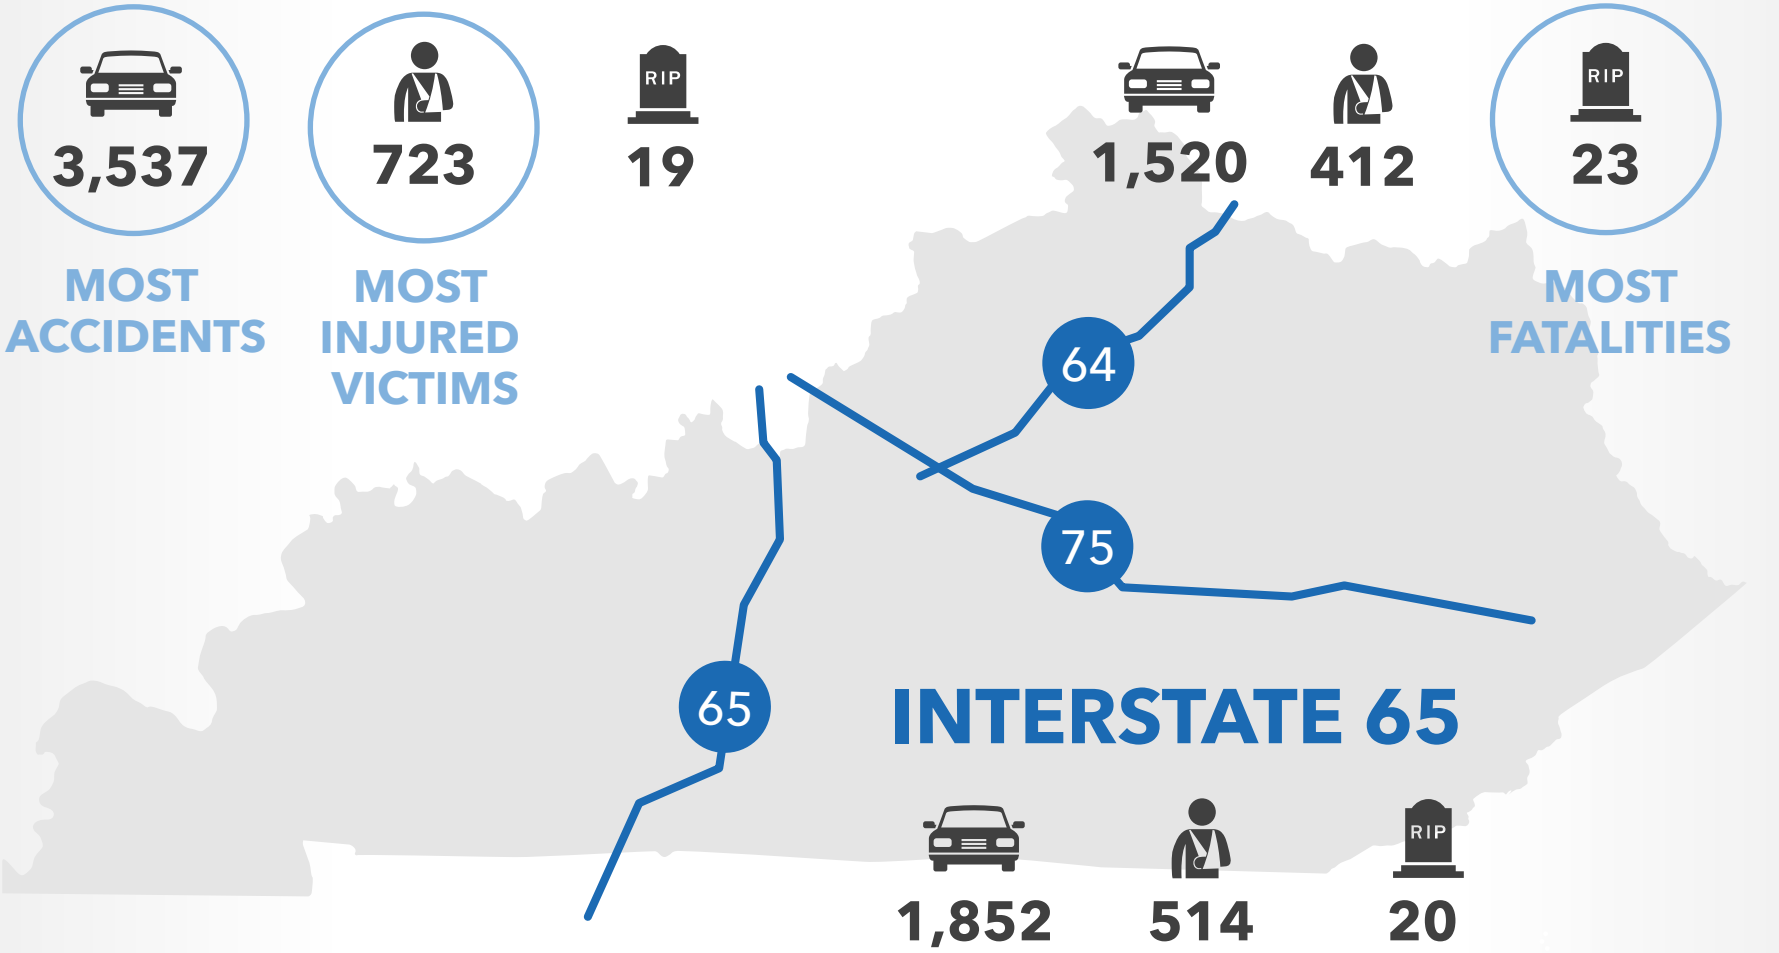 RIP
3,537
723
19
MOST
ACCIDENTS
MOST
INJURED
VICTIMS
RIP
1,520
412
23
MOST
FATALITIES
64
75
65
INTERSTATE 65
RIP
1,852
514
20